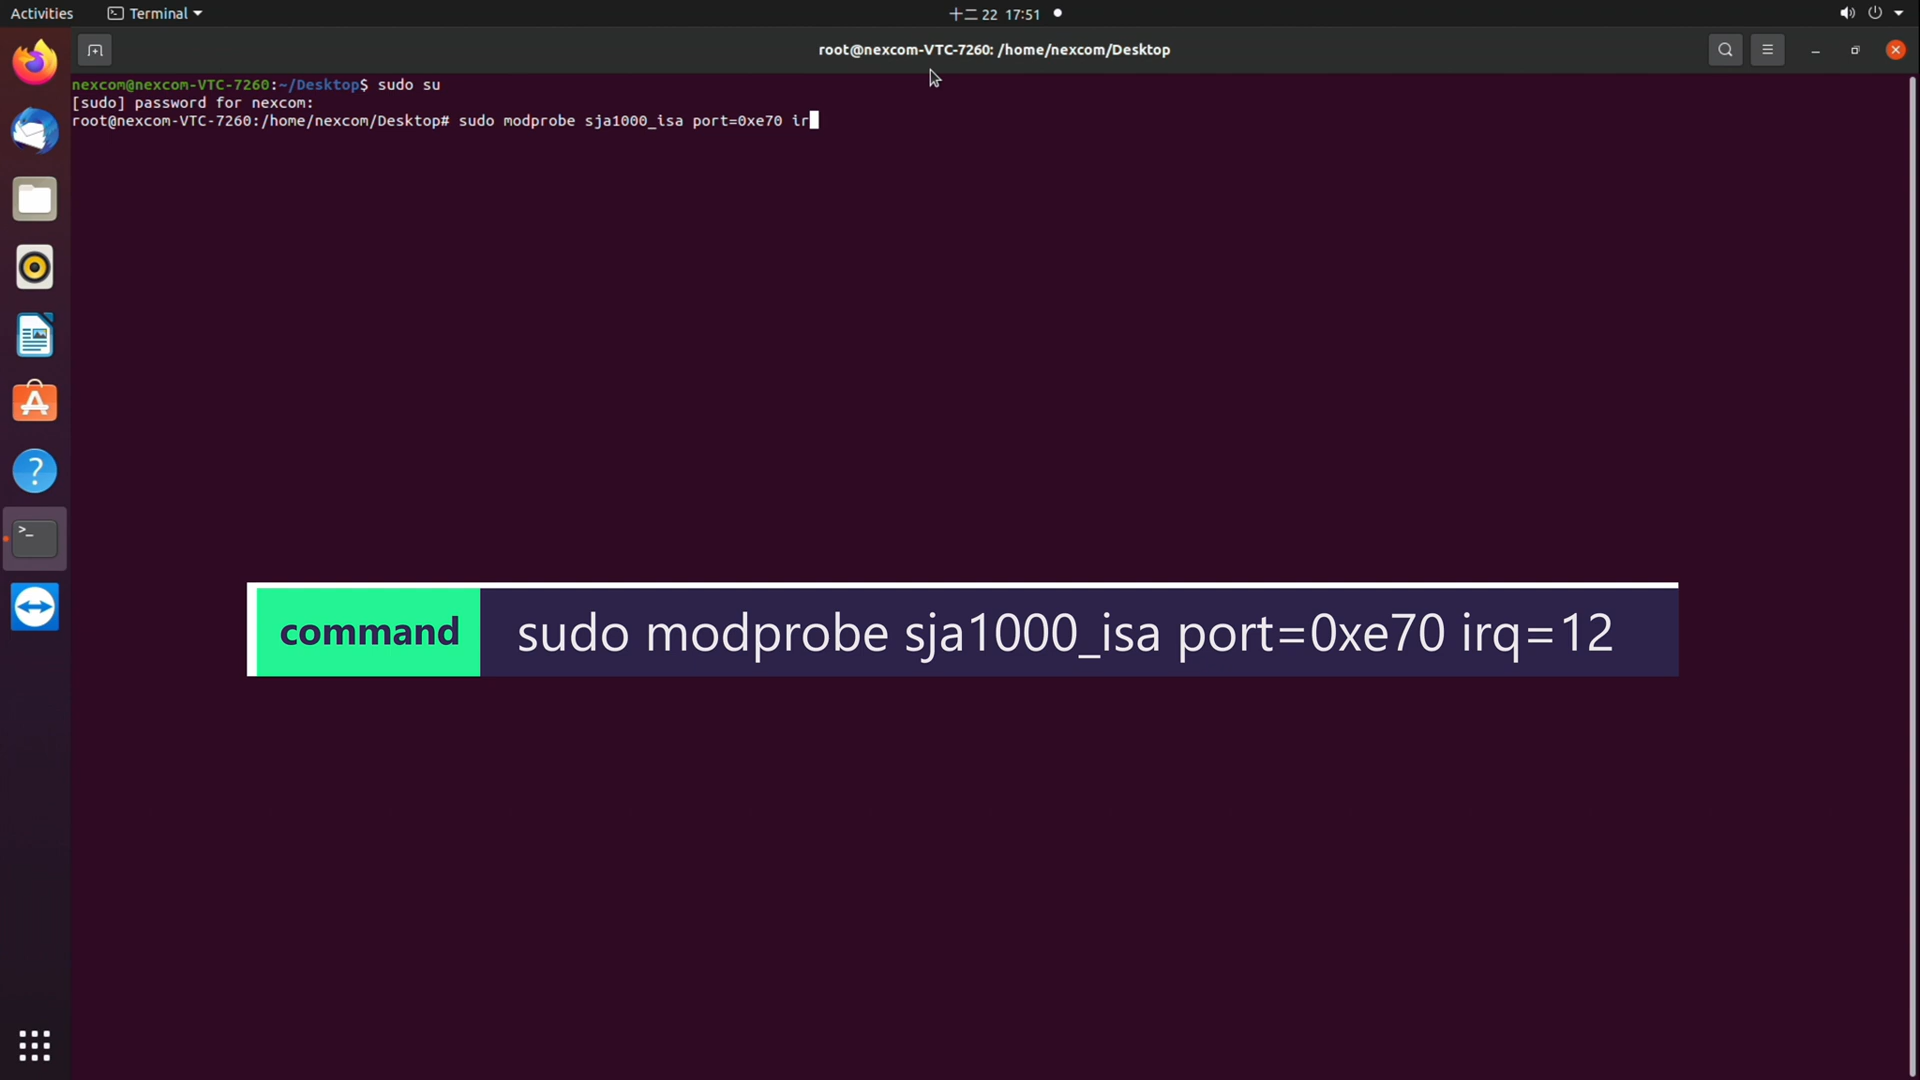 Activities
Terminal
十二 22 17:51
root@nexcom-VTC-7260: /home/nexcom/Desktop
nexcom@nexcom-VTC-7260:~/Desktop$ sudo su
[sudo] password for nexcom:
root@nexcom-VTC-7260:/home/nexcom/Desktop# sudo modprobe sja1000_isa port=0xe70 ir
command
sudo modprobe sja1000_isa port=0xe70 irq=12